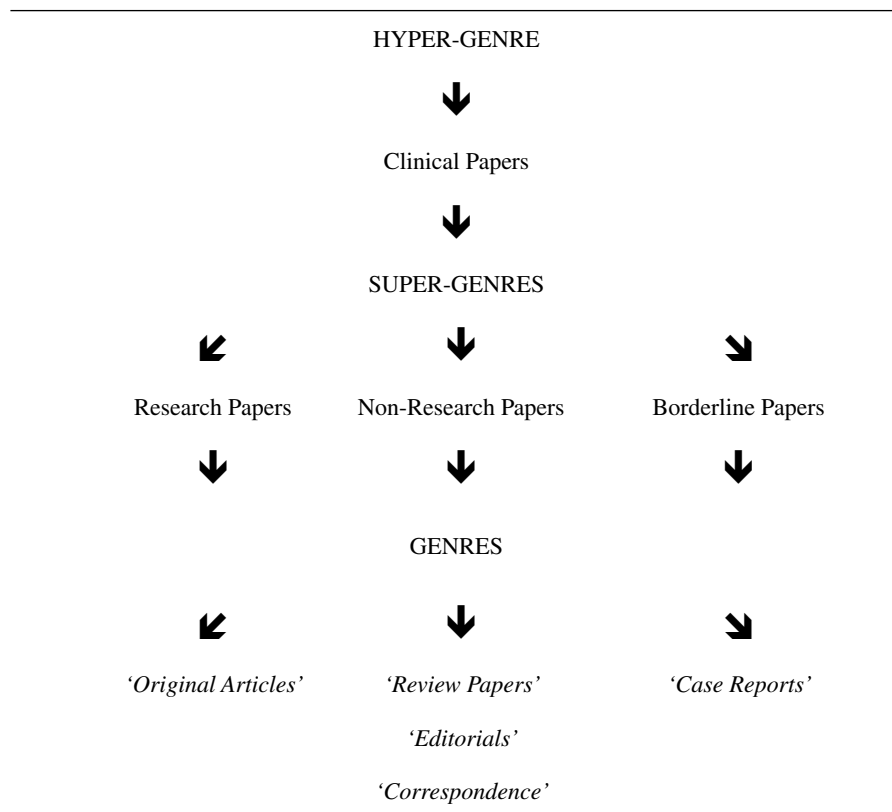 HYPER-GENRE
Clinical Papers
SUPER-GENRES
Research Papers Non-Research Papers Borderline Papers
GENRES
‘Original Articles’ ‘Review Papers’ ‘Case Reports’
‘Editorials’
‘Correspondence’